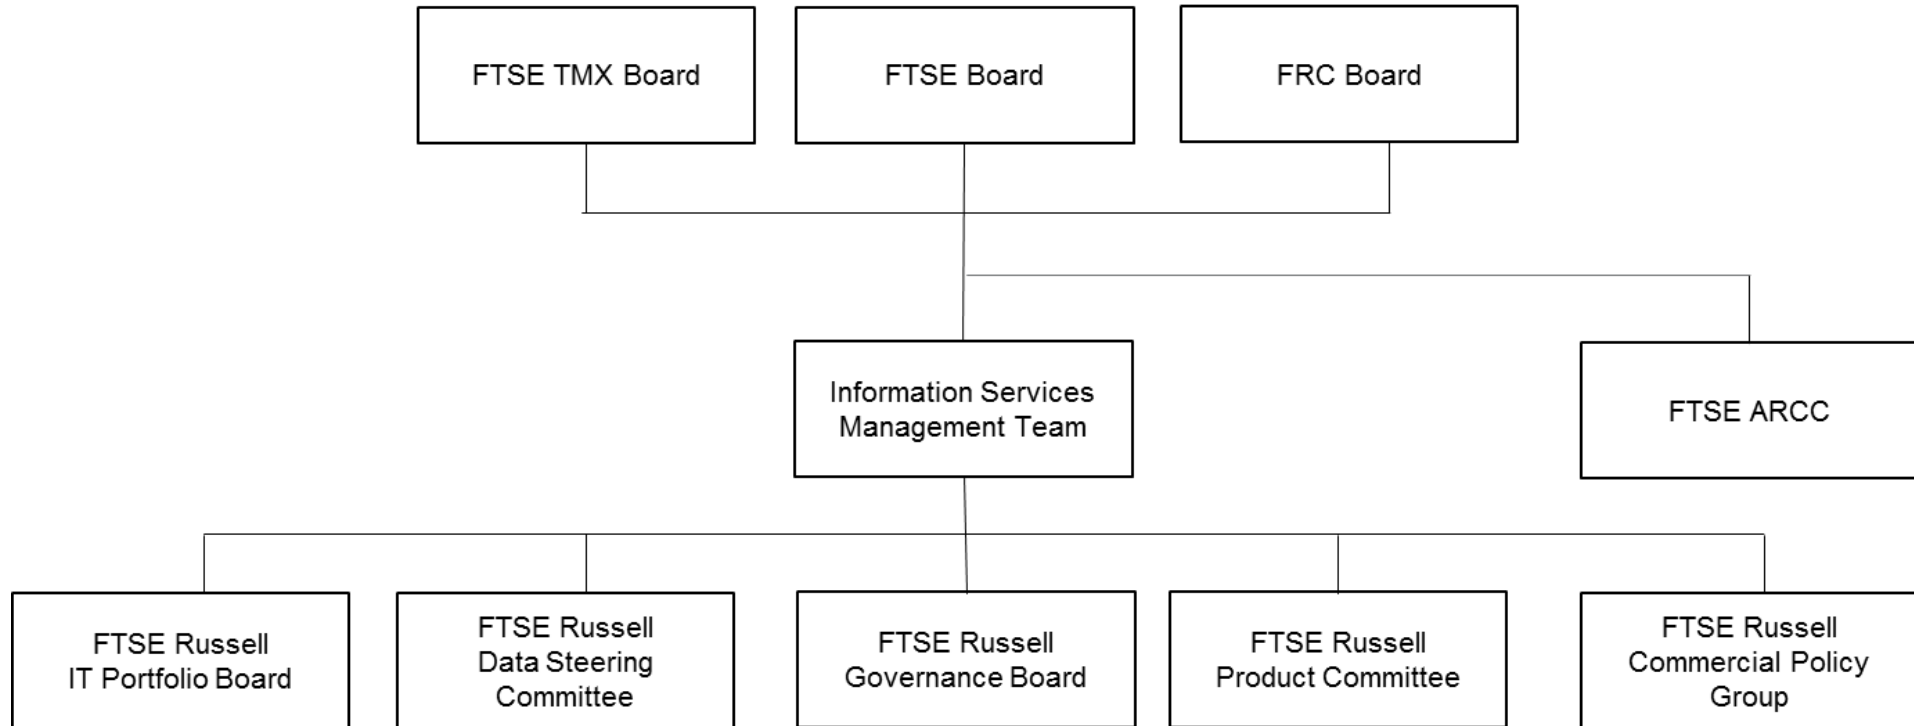 FTSE TMX Board
FTSE Board
FRC Board
Information Services
Management Team
FTSE ARCC
FTSE Russell
IT Portfolio Board
FTSE Russell
Data Steering
Committee
FTSE Russell
Governance Board
FTSE Russell
Product Committee
FTSE Russell
Commercial Policy
Group